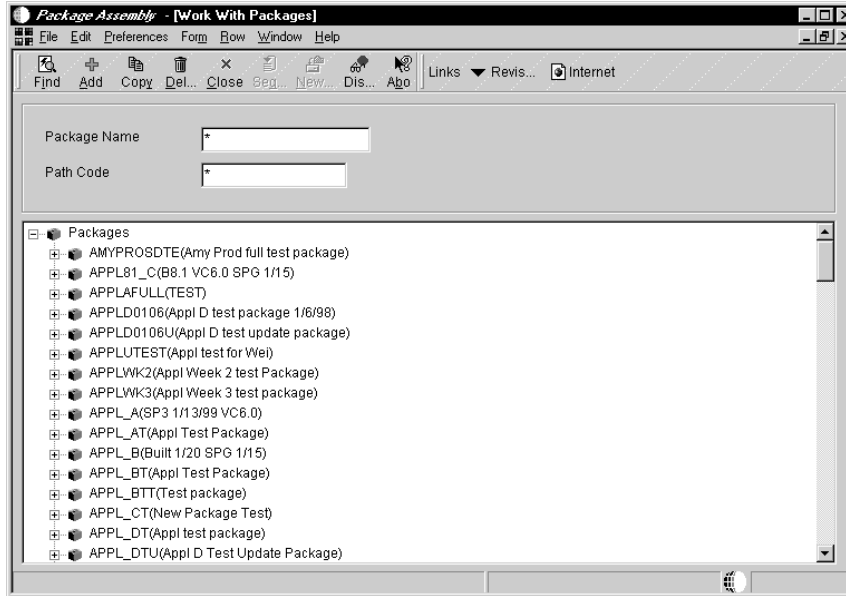 Package Assembly - [Work With Packages]
File Edit Preferences Form Row Window Help
Find Add Copy Del... Close Seq... New... Dis... Abo Links Revis... Internet
Package Name *
Path Code *
Packages
AMYPROSDTE(Amy Prod full test package)
APPL81_C(B8.1 VC6.0 SPG 1/15)
APPLAFULL(TEST)
APPLD0106(Appl D test package 1/6/98)
APPLD0106U(Appl D test update package)
APPLUTEST(Appl test for Wei)
APPLWK2(Appl Week 2 test Package)
APPLWK3(Appl Week 3 test package)
APPL_A(SP3 1/13/99 VC6.0)
APPL_AT(Appl Test Package)
APPL_B(Built 1/20 SPG 1/15)
APPL_BT(Appl Test Package)
APPL_BTT(Test package)
APPL_CT(New Package Test)
APPL_DT(Appl test package)
APPL_DTU(Appl D Test Update Package)